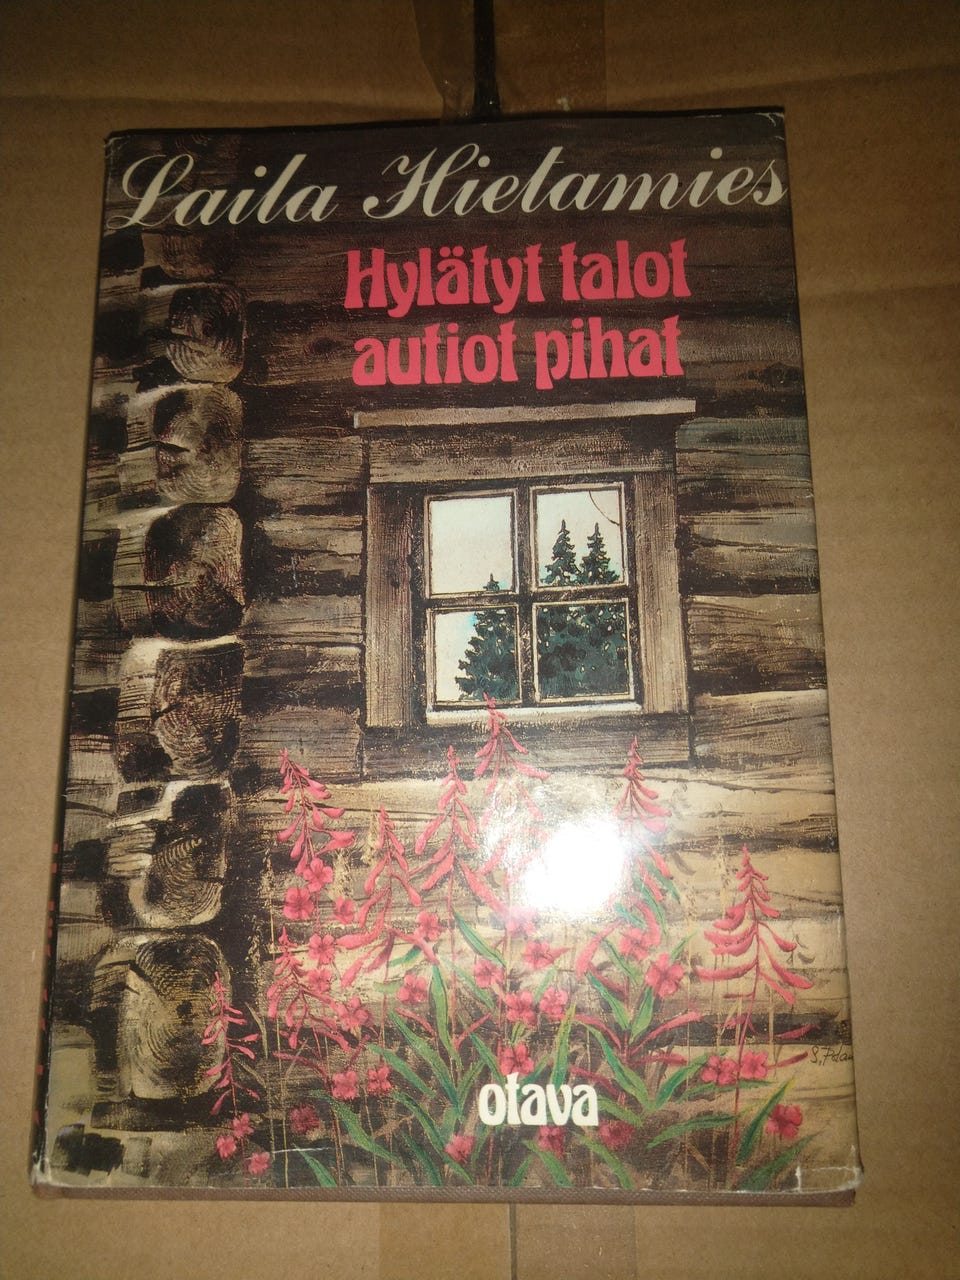 Laila Hietamies
Hylätyt talot
autiot pihat
otava